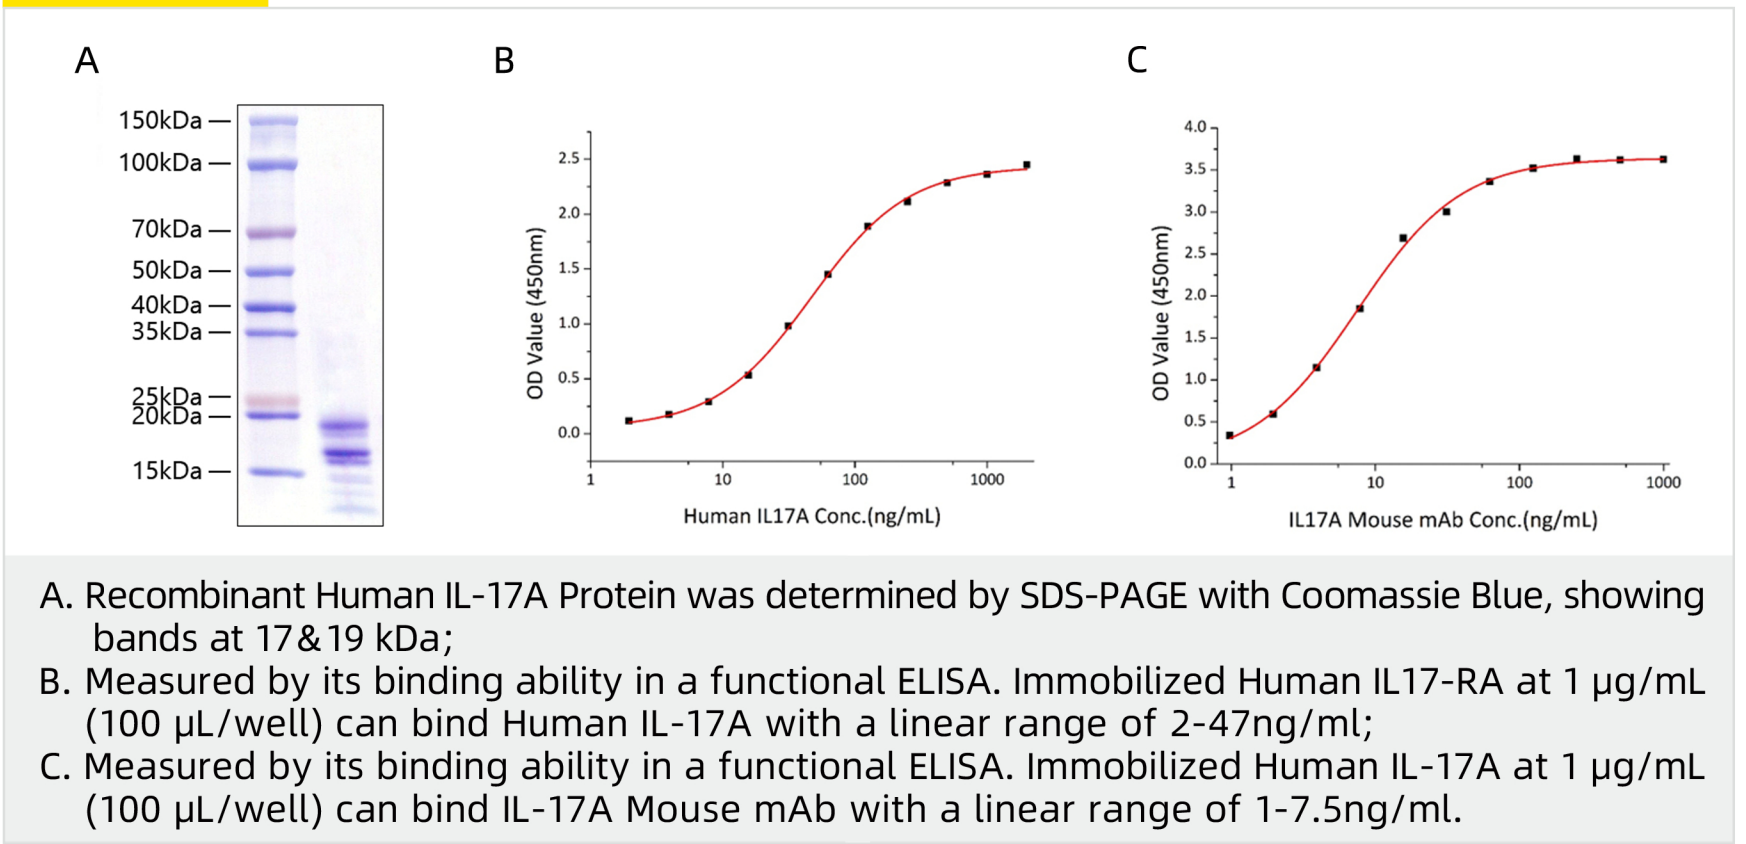 A
150kDa
100kDa
70kDa
50kDa
40kDa
35kDa
25kDa
20kDa
15kDa
B
2.5
2.0
1.5
1.0
0.5
0.0
OD Value (450nm)
1 10 100 1000
Human IL17A Conc.(ng/mL)
C
4.0
3.5
3.0
2.5
2.0
1.5
1.0
0.5
0.0
OD Value (450nm)
1 10 100 1000
IL17A Mouse mAb Conc.(ng/mL)
A. Recombinant Human IL-17A Protein was determined by SDS-PAGE with Coomassie Blue, showing
bands at 17&19 kDa;
B. Measured by its binding ability in a functional ELISA. Immobilized Human IL17-RA at 1 μg/mL
(100 μL/well) can bind Human IL-17A with a linear range of 2-47ng/ml;
C. Measured by its binding ability in a functional ELISA. Immobilized Human IL-17A at 1 μg/mL
(100 μL/well) can bind IL-17A Mouse mAb with a linear range of 1-7.5ng/ml.